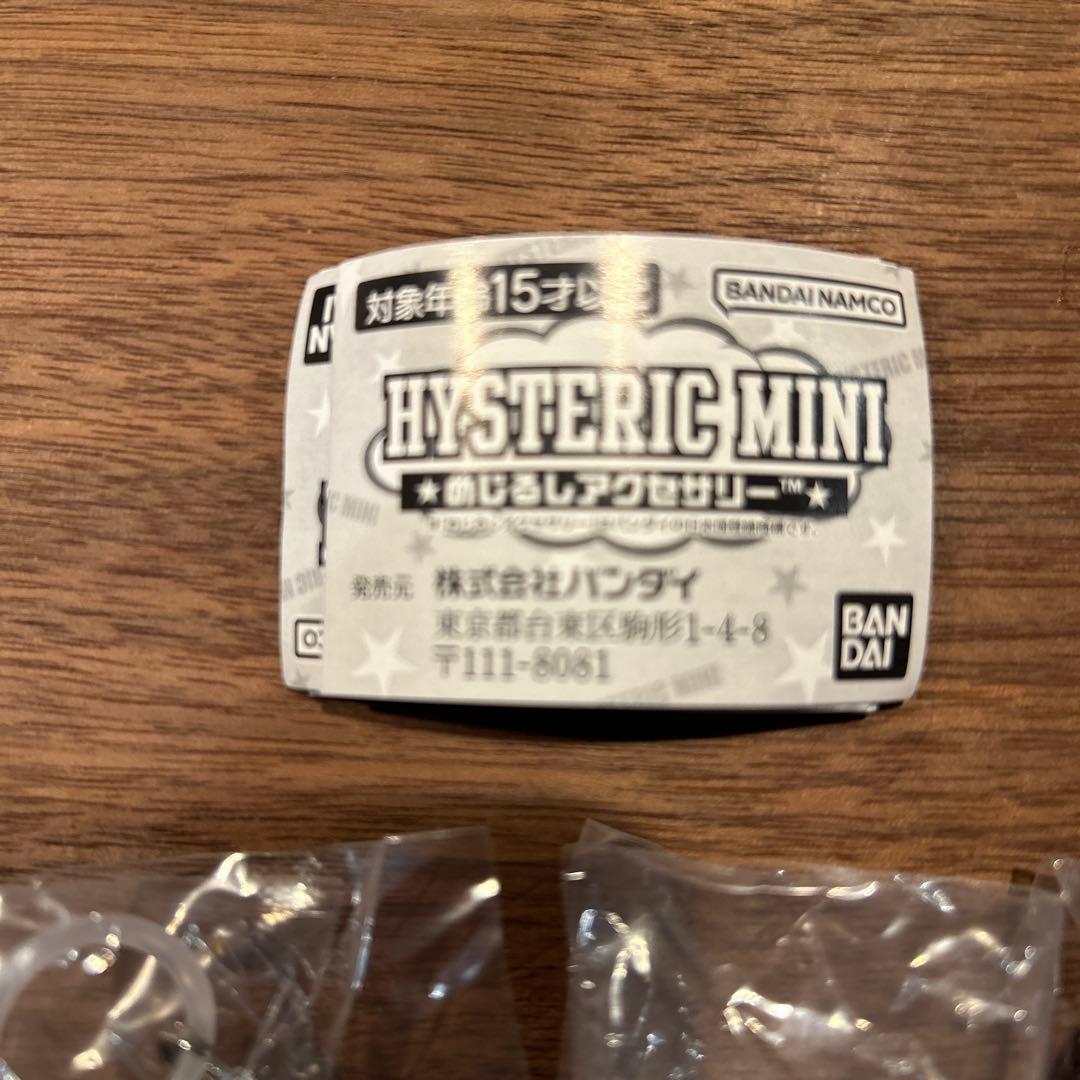 対象年齢15才以上
BANDAI NAMCO
HYSTERIC MINI
★めじるしアクセサリー™★
発売元 株式会社バンダイ
東京都台東区駒形1-4-8
〒111-8081
BAN
DAI